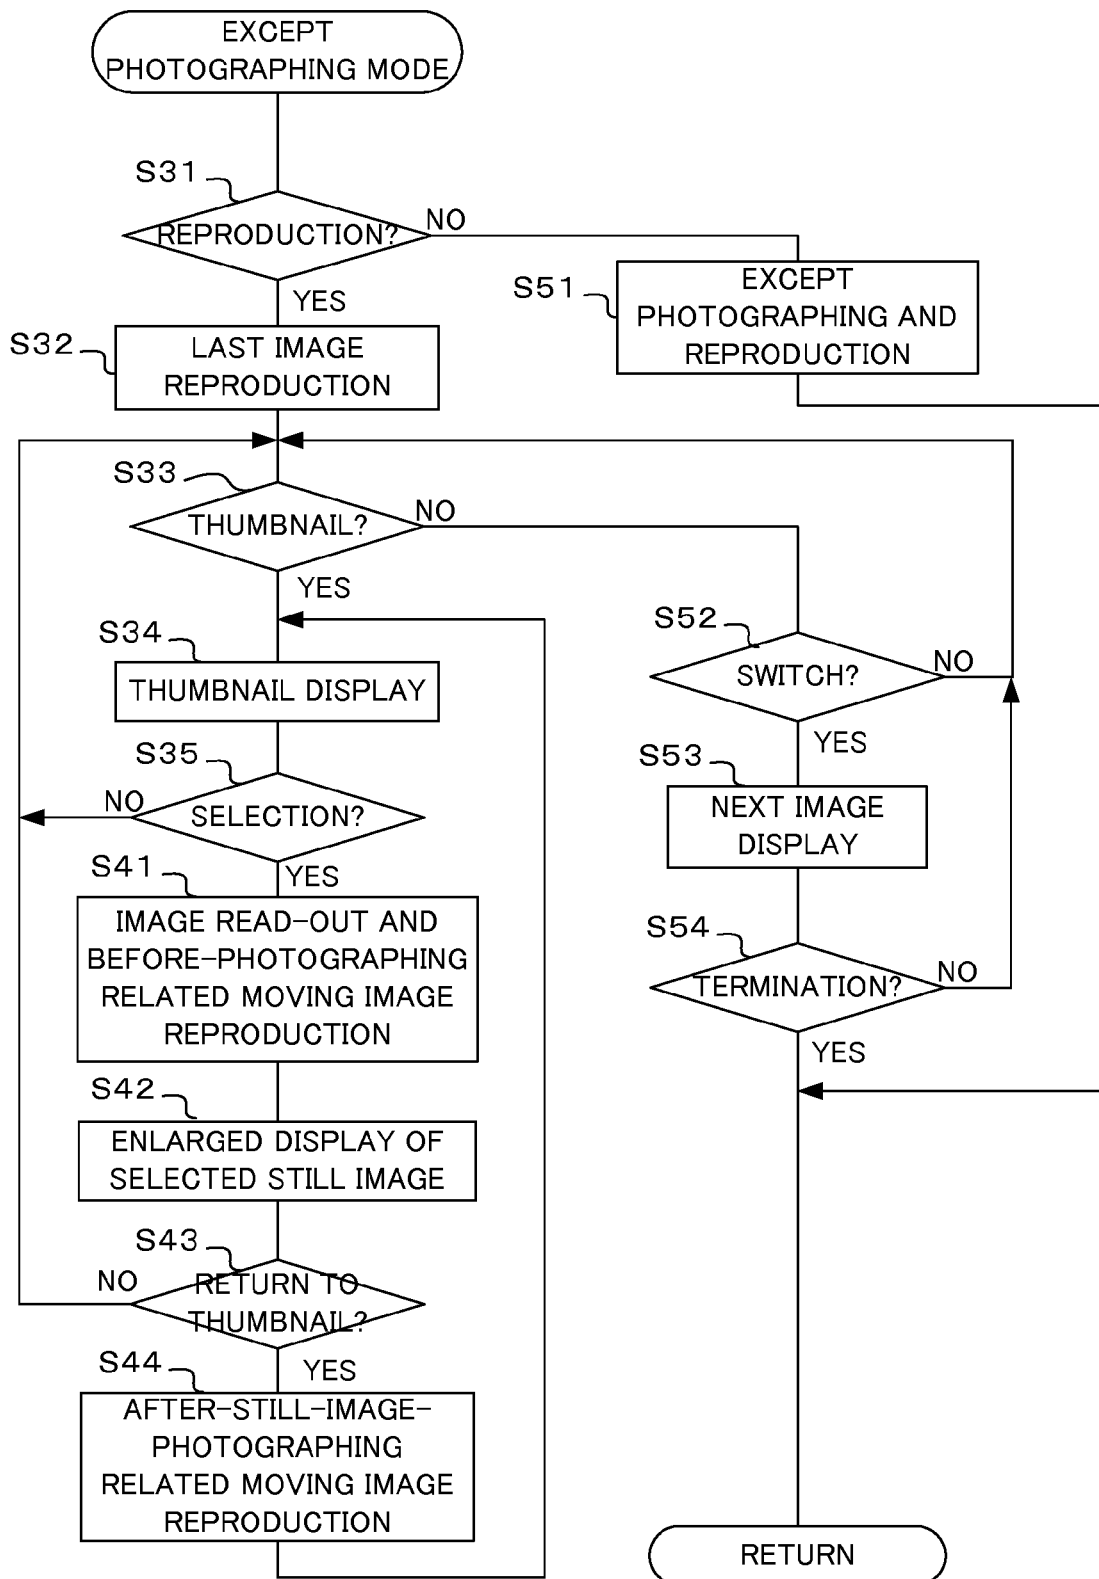 EXCEPT
PHOTOGRAPHING MODE
S31
REPRODUCTION?
NO
YES
S51
EXCEPT
PHOTOGRAPHING AND
REPRODUCTION
S32
LAST IMAGE
REPRODUCTION
S33
THUMBNAIL?
NO
YES
S34
THUMBNAIL DISPLAY
S35
SELECTION?
NO
YES
S41
IMAGE READ-OUT AND
BEFORE-PHOTOGRAPHING
RELATED MOVING IMAGE
REPRODUCTION
S42
ENLARGED DISPLAY OF
SELECTED STILL IMAGE
S43
RETURN TO
THUMBNAIL?
NO
YES
S44
AFTER-STILL-IMAGE-
PHOTOGRAPHING
RELATED MOVING IMAGE
REPRODUCTION
S52
SWITCH?
NO
YES
S53
NEXT IMAGE
DISPLAY
S54
TERMINATION?
NO
YES
RETURN